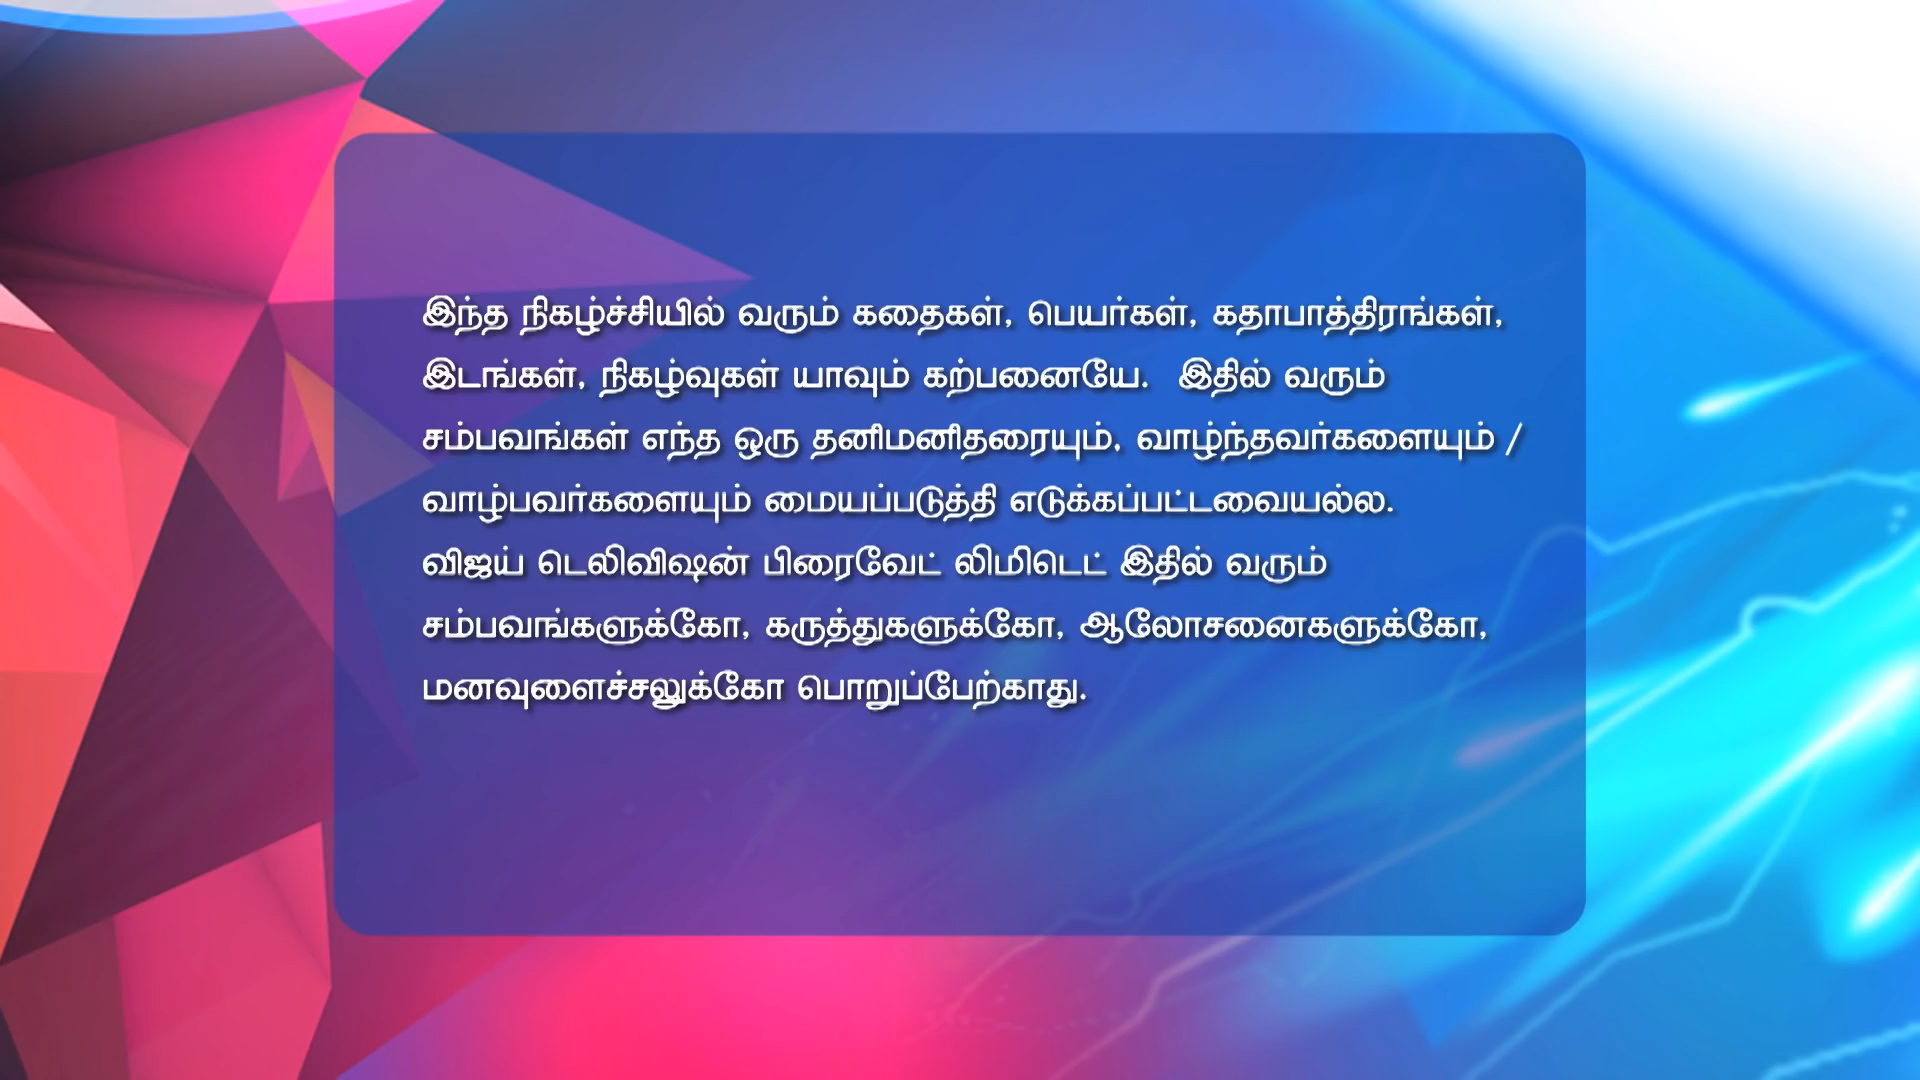 இந்த நிகழ்ச்சியில் வரும் கதைகள், பெயர்கள், கதாபாத்திரங்கள்,
இடங்கள், நிகழ்வுகள் யாவும் கற்பனையே. இதில் வரும்
சம்பவங்கள் எந்த ஒரு தனிமனிதரையும், வாழ்ந்தவர்களையும் /
வாழ்பவர்களையும் மையப்படுத்தி எடுக்கப்பட்டவையல்ல.
விஜய் டெலிவிஷன் பிரைவேட் லிமிடெட் இதில் வரும்
சம்பவங்களுக்கோ, கருத்துகளுக்கோ, ஆலோசனைகளுக்கோ,
மனவுளைச்சலுக்கோ பொறுப்பேற்காது.